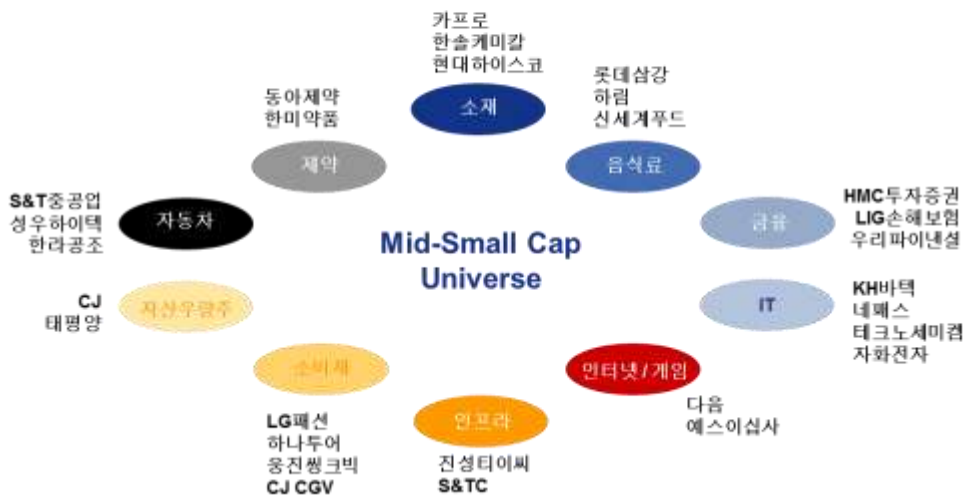 카프로
한솔케미칼
현대하이스코
소재
동아제약
한미약품
제약
롯데삼강
하림
신세계푸드
음식료
S&T중공업
성우하이텍
한라공조
자동차
HMC투자증권
LIG손해보험
우리파이낸셜
금융
Mid-Small Cap
Universe
CJ
태평양
자산우량주
KH바텍
네패스
테크노세미켐
자화전자
IT
소비재
LG패션
하나투어
웅진씽크빅
CJ CGV
인프라
진성티이씨
S&TC
인터넷/게임
다음
예스이십사